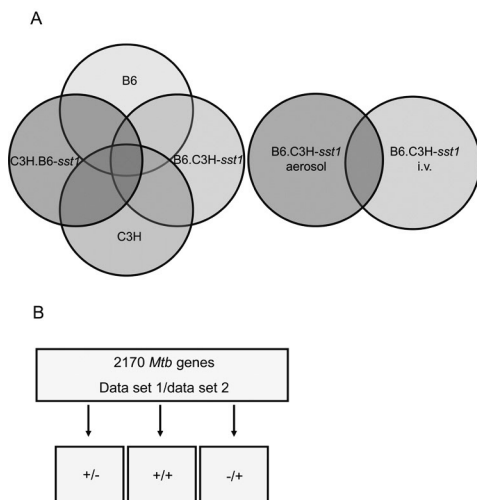 A
B6
C3H.B6-sst1
B6.C3H-sst1
C3H
B6.C3H-sst1
aerosol
B6.C3H-sst1
i.v.
B
2170 Mtb genes
Data set 1/data set 2
+/-
+/+
-/+